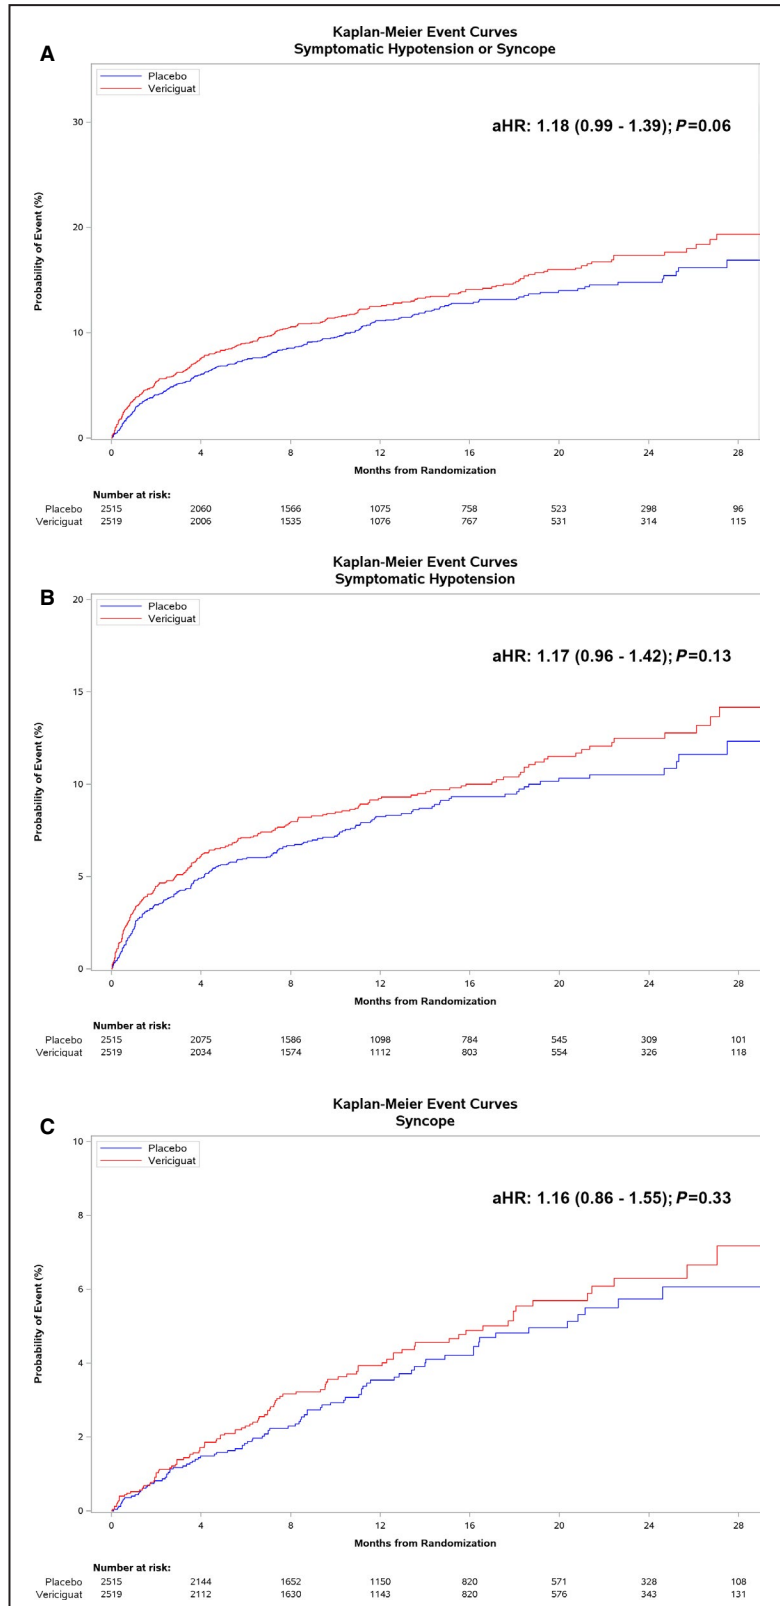 A
Kaplan-Meier Event Curves
Symptomatic Hypotension or Syncope
Placebo
Vericiguat
aHR: 1.18 (0.99 - 1.39); P=0.06
30
20
10
0
Probability of Event (%)
0 4 8 12 16 20 24 28
Months from Randomization
Number at risk:
Placebo 2515 2060 1566 1075 758 523 298 96
Vericiguat 2519 2006 1535 1076 767 531 314 115
B
Kaplan-Meier Event Curves
Symptomatic Hypotension
Placebo
Vericiguat
aHR: 1.17 (0.96 - 1.42); P=0.13
20
15
10
5
0
Probability of Event (%)
0 4 8 12 16 20 24 28
Months from Randomization
Number at risk:
Placebo 2515 2075 1586 1098 784 545 309 101
Vericiguat 2519 2034 1574 1112 803 554 326 118
C
Kaplan-Meier Event Curves
Syncope
Placebo
Vericiguat
aHR: 1.16 (0.86 - 1.55); P=0.33
10
8
6
4
2
0
Probability of Event (%)
0 4 8 12 16 20 24 28
Months from Randomization
Number at risk:
Placebo 2515 2144 1652 1150 820 571 328 108
Vericiguat 2519 2112 1630 1143 820 576 343 131